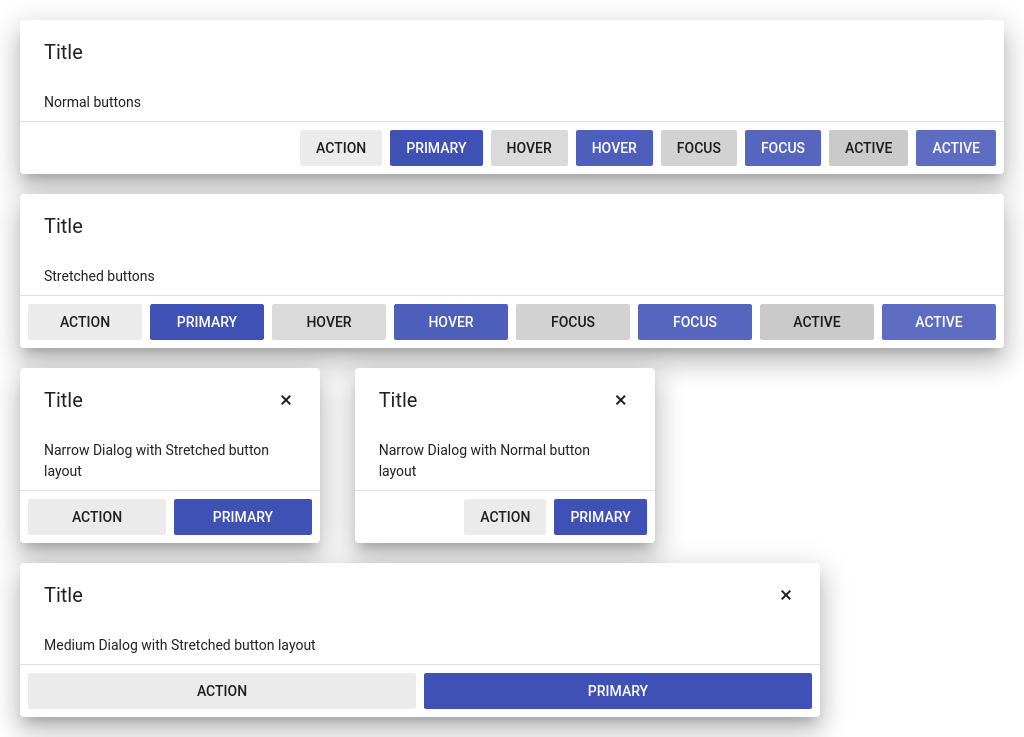 Title
Normal buttons
ACTION PRIMARY HOVER HOVER FOCUS FOCUS ACTIVE ACTIVE
Title
Stretched buttons
ACTION PRIMARY HOVER HOVER FOCUS FOCUS ACTIVE ACTIVE
Title
Narrow Dialog with Stretched button
layout
ACTION PRIMARY
Title
Narrow Dialog with Normal button
layout
ACTION PRIMARY
Title
Medium Dialog with Stretched button layout
ACTION PRIMARY